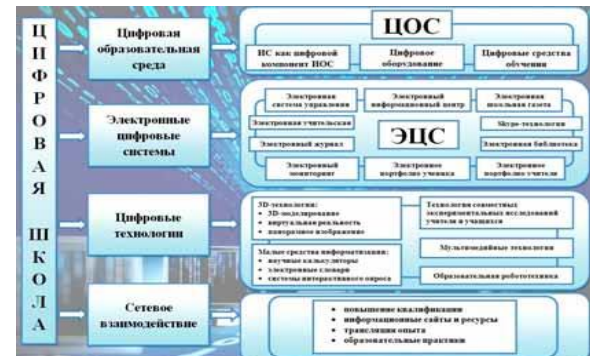 ЦИФРОВАЯ ШКОЛА
Цифровая
образовательная
среда
ЦОС
ИС как цифровой
компонент ИОС
Цифровое
оборудование
Цифровые средства
обучения
Электронные
цифровые
системы
Электронная
система управления
Электронный
информационный центр
Электронная
школьная газета
Электронная учительская
ЭЦС
Skype-технологии
Электронный журнал
Электронная библиотека
Электронный
мониторинг
Электронное
портфолио ученика
Электронное
портфолио учителя
Цифровые
технологии
3D-технологии:
• 3D-моделирование
• виртуальная реальность
• панорамное изображение
Технология совместных
экспериментальных исследований
учителя и учащихся
Мультимедийные технологии
Малые средства информатизации:
• научные калькуляторы
• электронные словари
• системы интерактивного опроса
Образовательная робототехника
Сетевое
взаимодействие
• повышение квалификации
• информационные сайты и ресурсы
• трансляция опыта
• образовательные практики